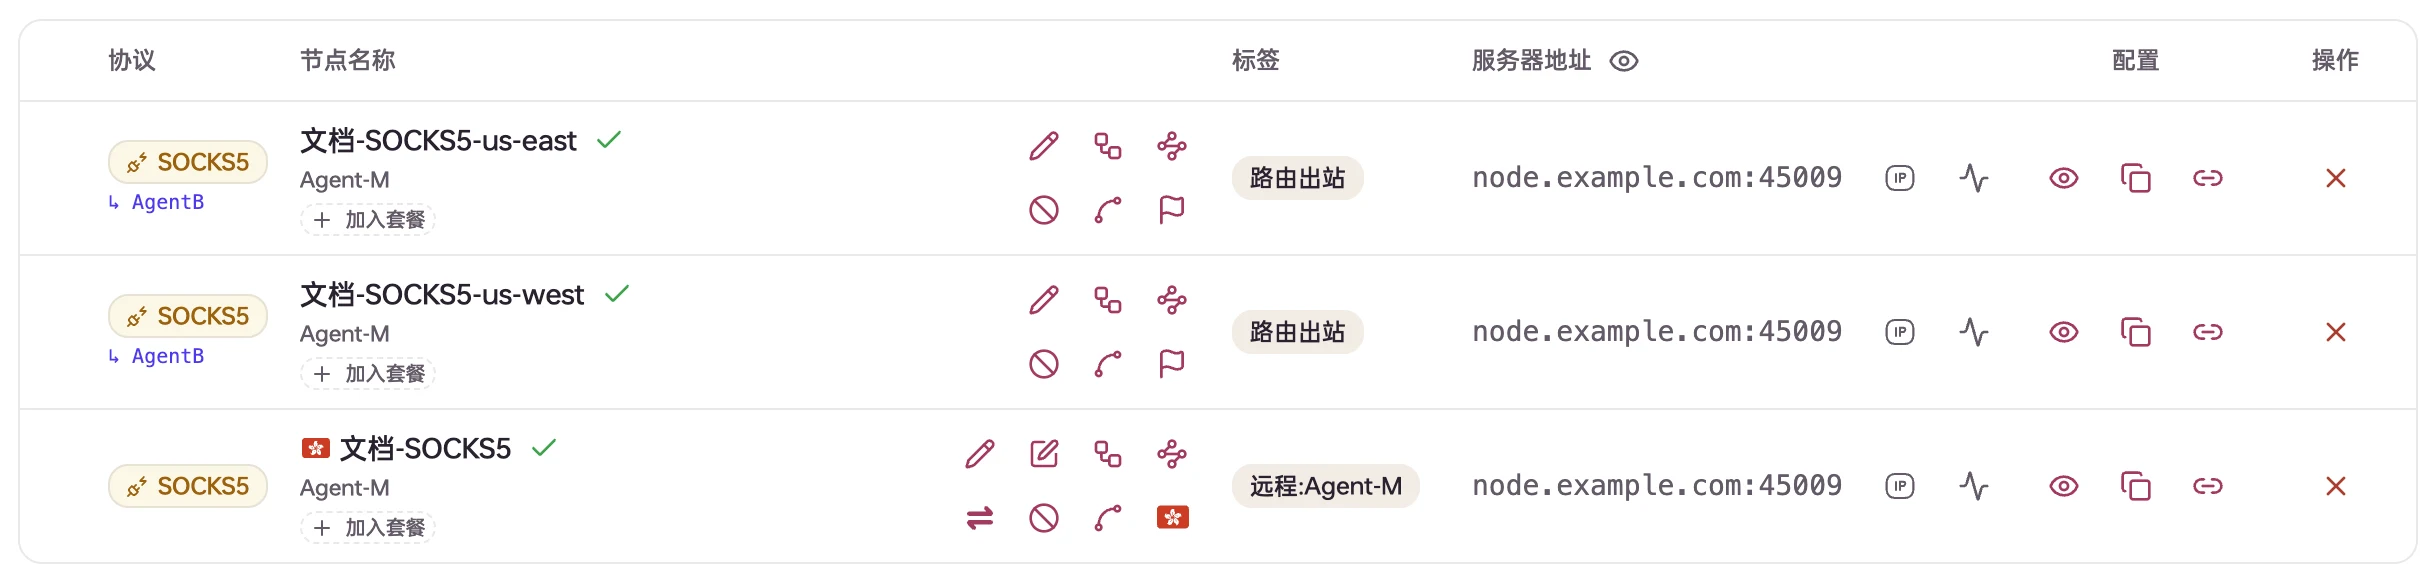 协议 节点名称 标签 服务器地址 配置 操作
SOCKS5 文档-SOCKS5-us-east 路由出站 node.example.com:45009 IP
↳ AgentB Agent-M
+ 加入套餐
SOCKS5 文档-SOCKS5-us-west 路由出站 node.example.com:45009 IP
↳ AgentB Agent-M
+ 加入套餐
SOCKS5 文档-SOCKS5 远程:Agent-M node.example.com:45009 IP
Agent-M
+ 加入套餐